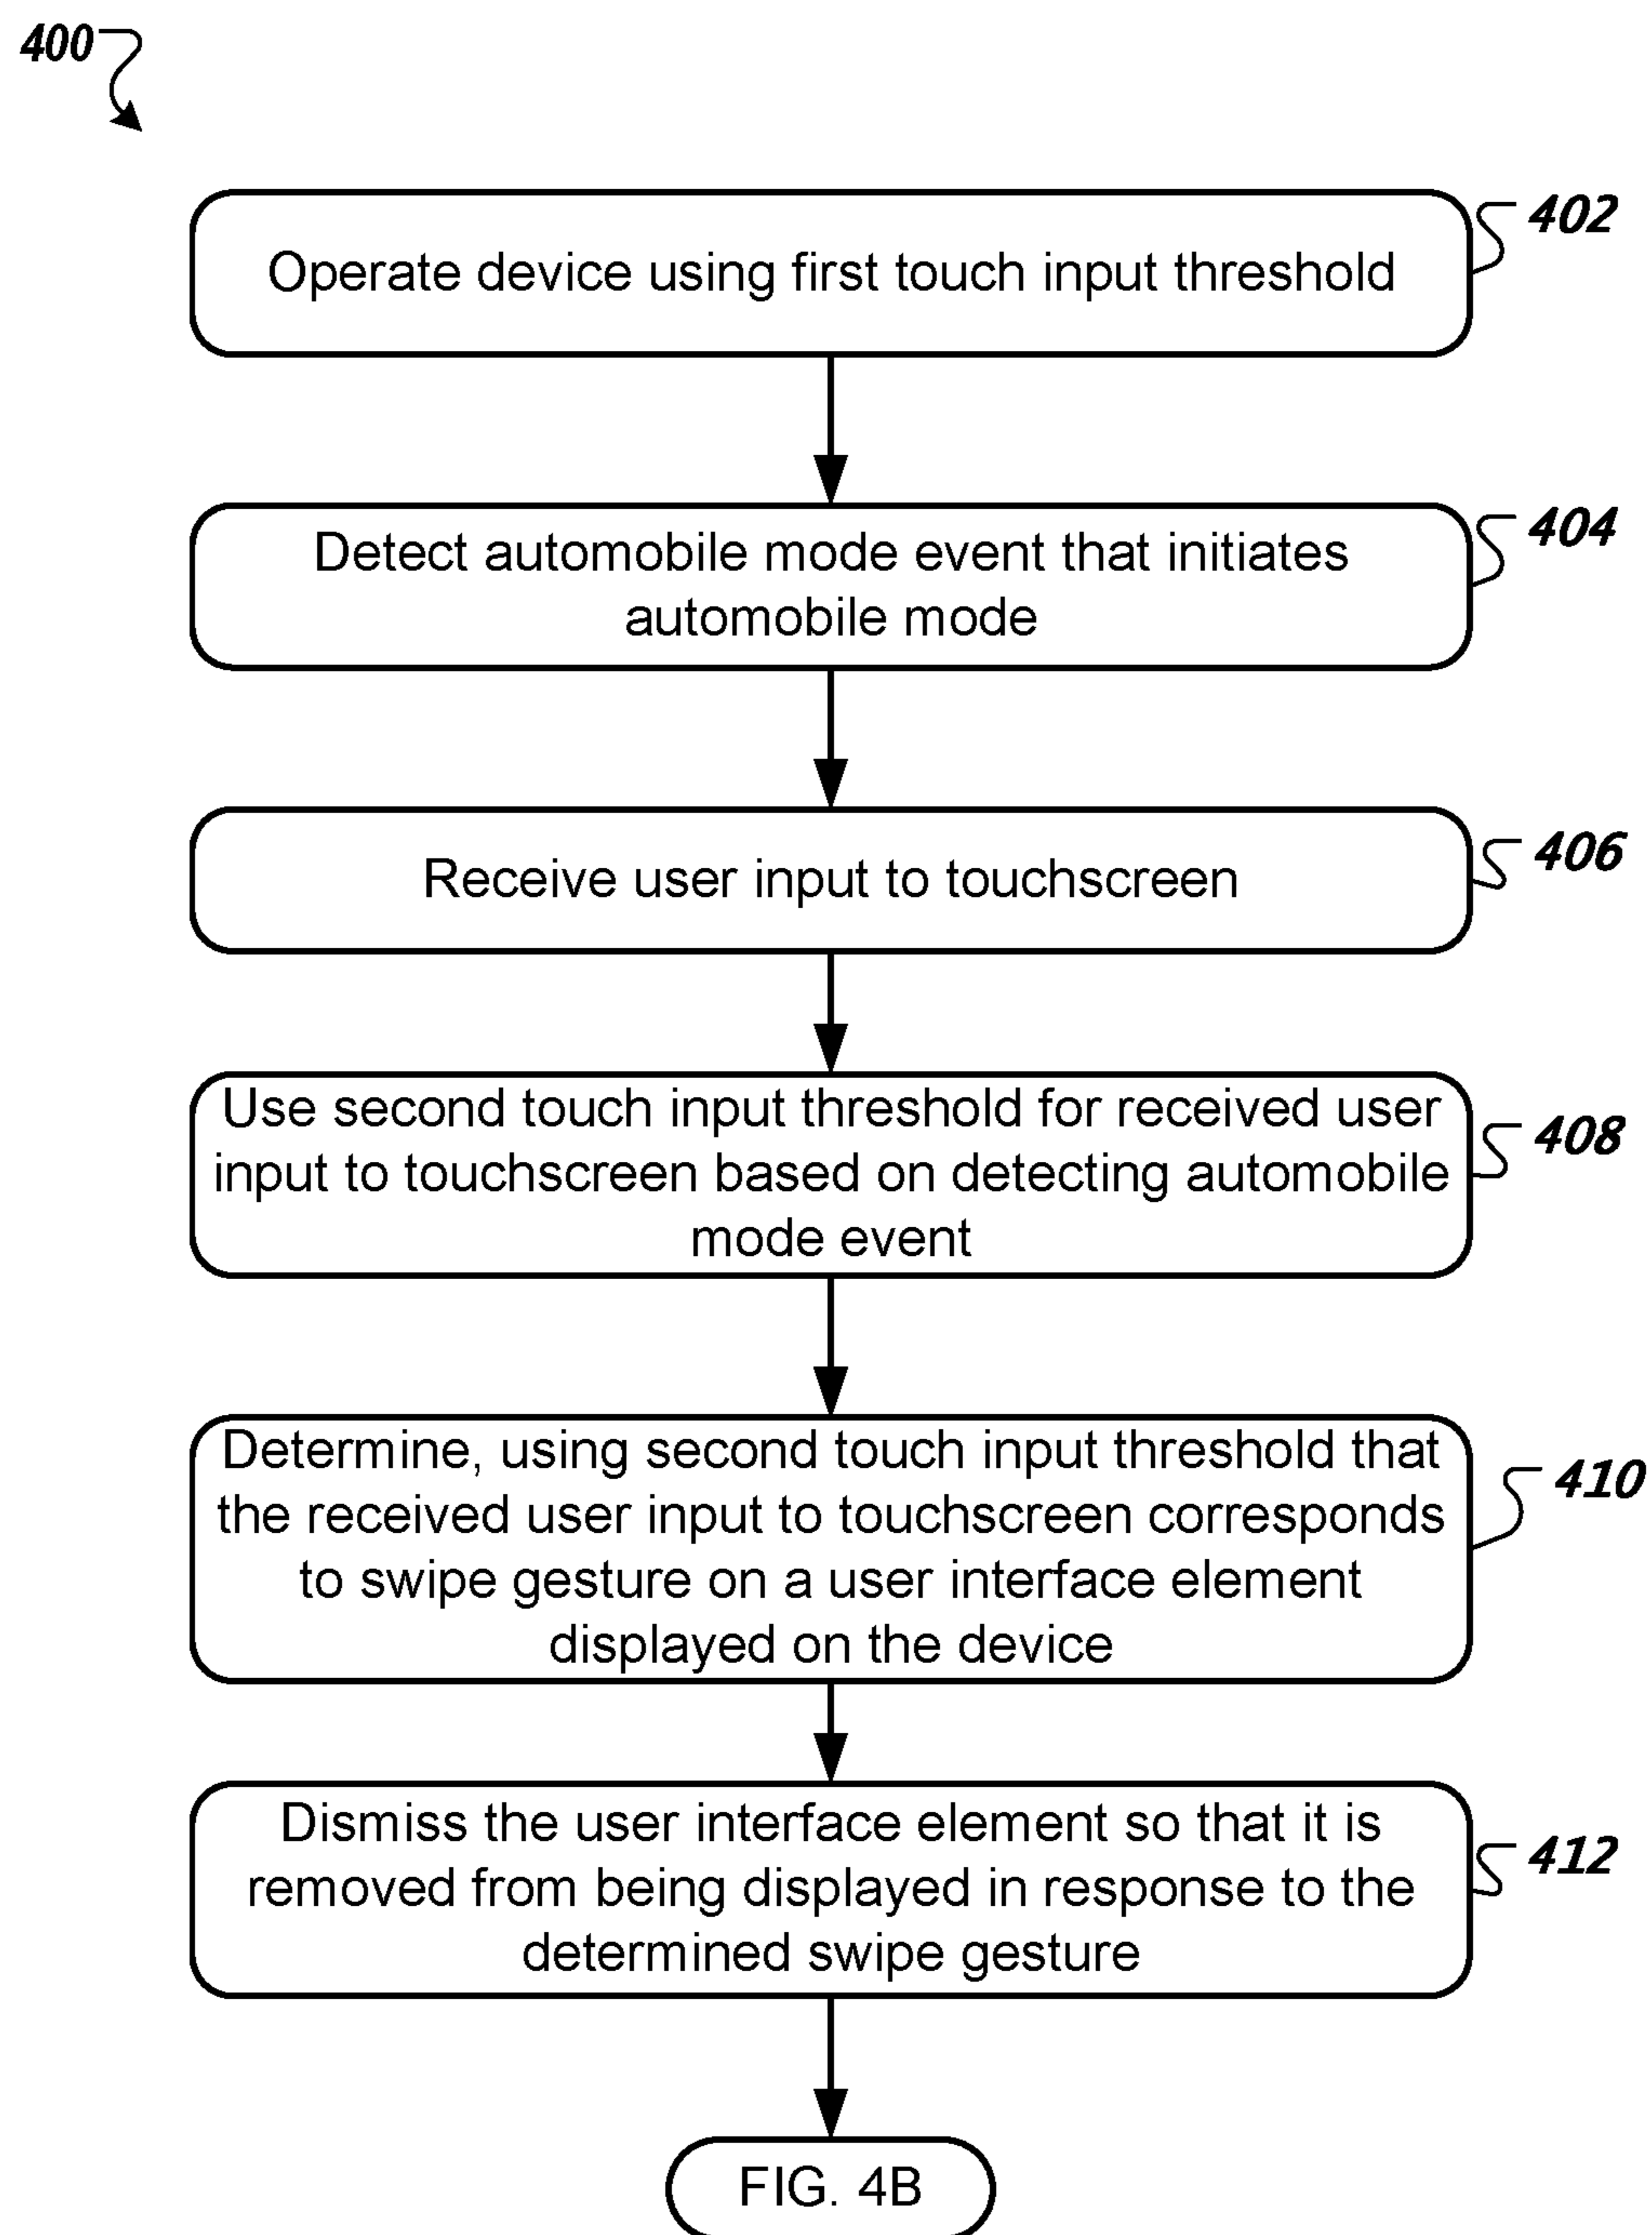 400
402
Operate device using first touch input threshold
404
Detect automobile mode event that initiates
automobile mode
406
Receive user input to touchscreen
408
Use second touch input threshold for received user
input to touchscreen based on detecting automobile
mode event
410
Determine, using second touch input threshold that
the received user input to touchscreen corresponds
to swipe gesture on a user interface element
displayed on the device
412
Dismiss the user interface element so that it is
removed from being displayed in response to the
determined swipe gesture
FIG. 4B